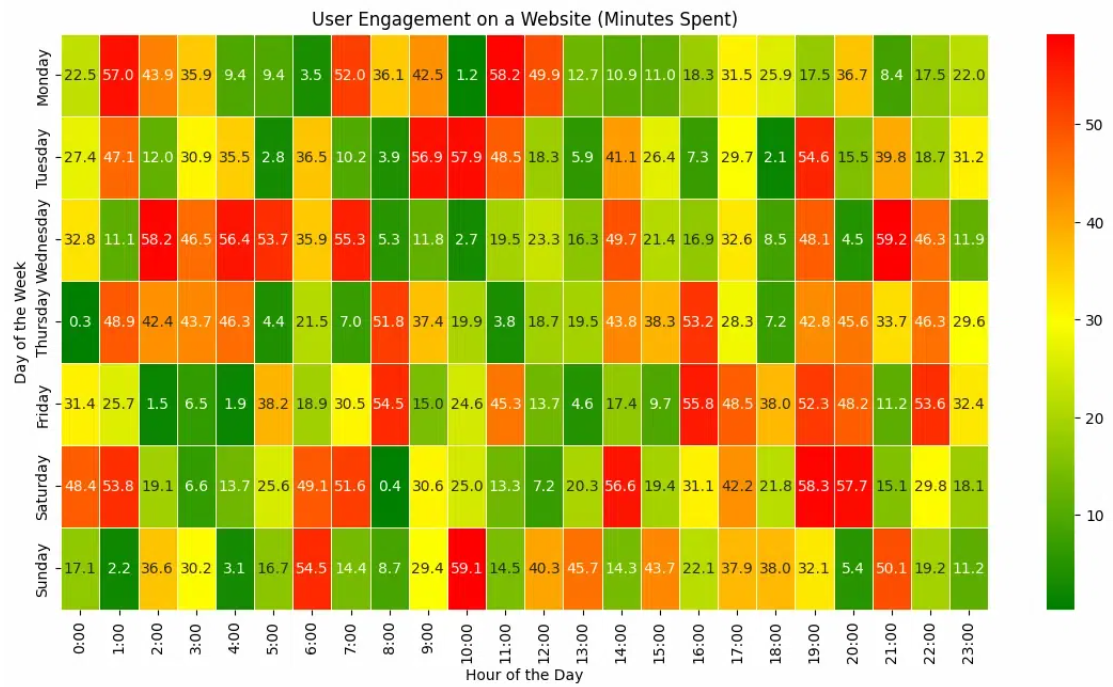 User Engagement on a Website (Minutes Spent)
Day of the Week
Monday 22.5 57.0 43.9 35.9 9.4 9.4 3.5 52.0 36.1 42.5 1.2 58.2 49.9 12.7 10.9 11.0 18.3 31.5 25.9 17.5 36.7 8.4 17.5 22.0
Tuesday 27.4 47.1 12.0 30.9 35.5 2.8 36.5 10.2 3.9 56.9 57.9 48.5 18.3 5.9 41.1 26.4 7.3 29.7 2.1 54.6 15.5 39.8 18.7 31.2
Wednesday 32.8 11.1 58.2 46.5 56.4 53.7 35.9 55.3 5.3 11.8 2.7 19.5 23.3 16.3 49.7 21.4 16.9 32.6 8.5 48.1 4.5 59.2 46.3 11.9
Thursday 0.3 48.9 42.4 43.7 46.3 4.4 21.5 7.0 51.8 37.4 19.9 3.8 18.7 19.5 43.8 38.3 53.2 28.3 7.2 42.8 45.6 33.7 46.3 29.6
Friday 31.4 25.7 1.5 6.5 1.9 38.2 18.9 30.5 54.5 15.0 24.6 45.3 13.7 4.6 17.4 9.7 55.8 48.5 38.0 52.3 48.2 11.2 53.6 32.4
Saturday 48.4 53.8 19.1 6.6 13.7 25.6 49.1 51.6 0.4 30.6 25.0 13.3 7.2 20.3 56.6 19.4 31.1 42.2 21.8 58.3 57.7 15.1 29.8 18.1
Sunday 17.1 2.2 36.6 30.2 3.1 16.7 54.5 14.4 8.7 29.4 59.1 14.5 40.3 45.7 14.3 43.7 22.1 37.9 38.0 32.1 5.4 50.1 19.2 11.2
0:00 1:00 2:00 3:00 4:00 5:00 6:00 7:00 8:00 9:00 10:00 11:00 12:00 13:00 14:00 15:00 16:00 17:00 18:00 19:00 20:00 21:00 22:00 23:00
Hour of the Day
50
40
30
20
10